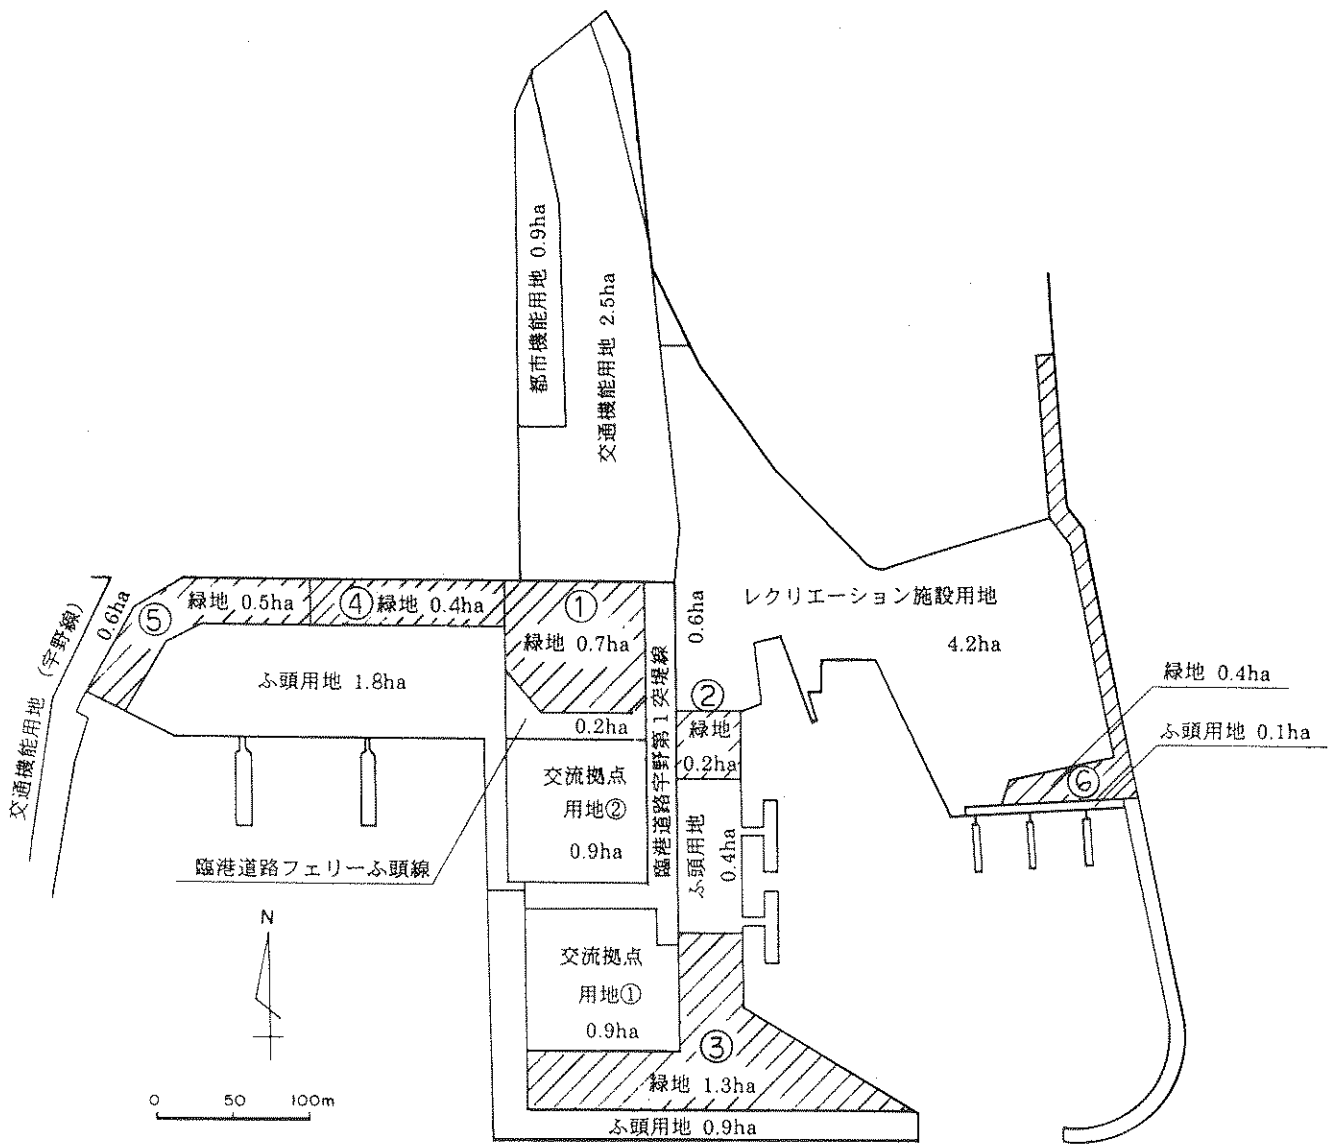 都市機能用地 0.9ha
交通機能用地 2.5ha
交通機能用地 (宇野線)
0.6ha
⑤
緑地 0.5ha
④
緑地 0.4ha
①
緑地 0.7ha
ふ頭用地 1.8ha
0.2ha
臨港道路宇野第1突堤線
0.6ha
②
緑地
0.2ha
レクリエーション施設用地
4.2ha
緑地 0.4ha
ふ頭用地 0.1ha
⑥
交流拠点
用地②
0.9ha
ふ頭用地
0.4ha
臨港道路フェリーふ頭線
交流拠点
用地①
0.9ha
③
緑地 1.3ha
ふ頭用地 0.9ha
N
0 50 100m